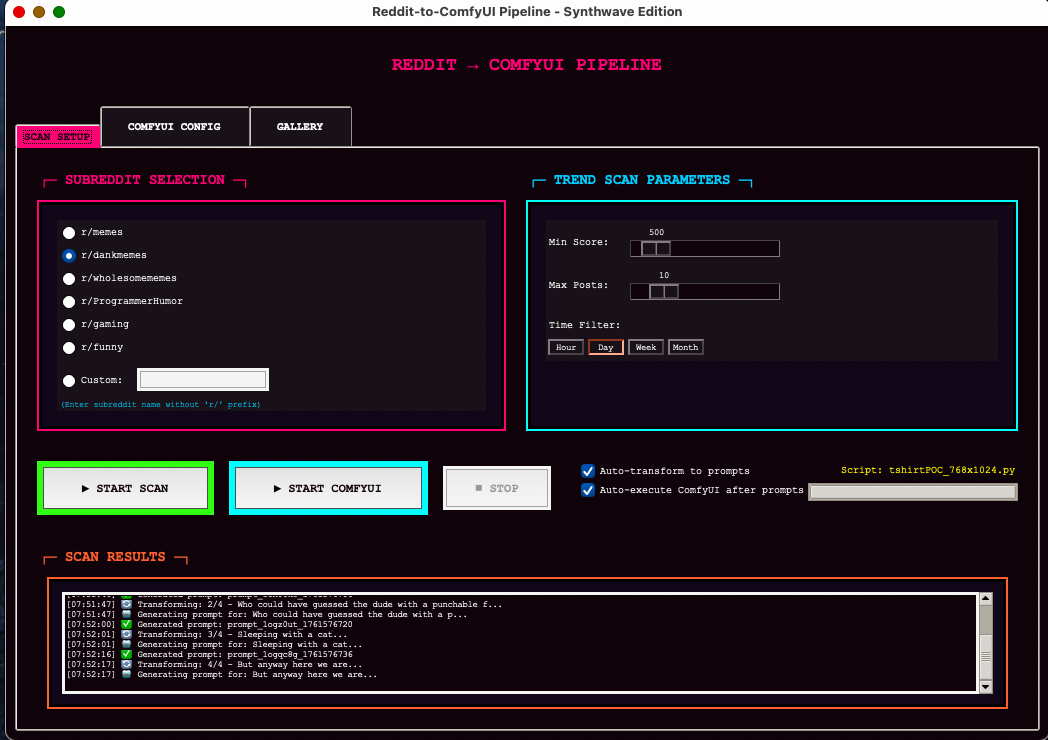 Reddit-to-ComfyUI Pipeline - Synthwave Edition
REDDIT → COMFYUI PIPELINE
SCAN SETUP
COMFYUI CONFIG
GALLERY
SUBREDDIT SELECTION
r/memes
r/dankmemes
r/wholesomememes
r/ProgrammerHumor
r/gaming
r/funny
Custom:
(Enter subreddit name without 'r/' prefix)
TREND SCAN PARAMETERS
500
Min Score:
10
Max Posts:
Time Filter:
Hour Day Week Month
▶ START SCAN
▶ START COMFYUI
■ STOP
Auto-transform to prompts
Script: tshirtPOC_768x1024.py
Auto-execute ComfyUI after prompts
SCAN RESULTS
[07:51:47] Transforming: 2/4 - Who could have guessed the dude with a punchable f...
[07:51:47] Generating prompt for: Who could have guessed the dude with a p...
[07:52:00] Generated prompt: prompt_1ogz0ut_1761576720
[07:52:01] Transforming: 3/4 - Sleeping with a cat...
[07:52:01] Generating prompt for: Sleeping with a cat...
[07:52:16] Generated prompt: prompt_1ogqc8g_1761576736
[07:52:17] Transforming: 4/4 - But anyway here we are...
[07:52:17] Generating prompt for: But anyway here we are...